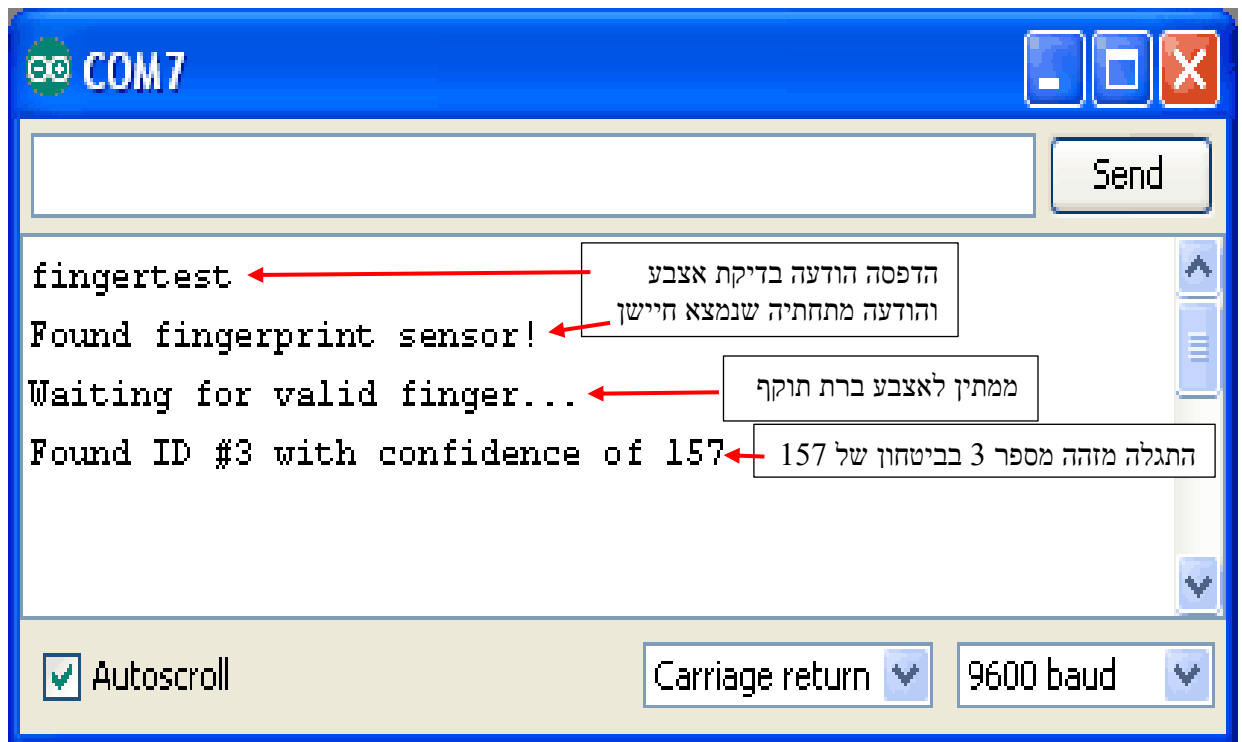 COM7
Send
fingertest
הדפסה הודעה בדיקת אצבע
והודעה מתחתיה שנמצא חיישן
Found fingerprint sensor!
Waiting for valid finger...
ממתין לאצבע ברת תוקף
Found ID #3 with confidence of 157
התגלה מזהה מספר 3 בביטחון של 157
Autoscroll
Carriage return
9600 baud